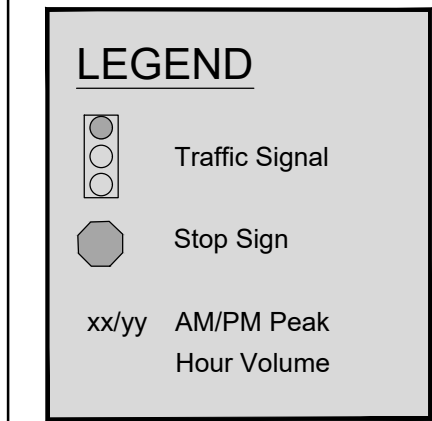 LEGEND
Traffic Signal
Stop Sign
xx/yy AM/PM Peak
Hour Volume